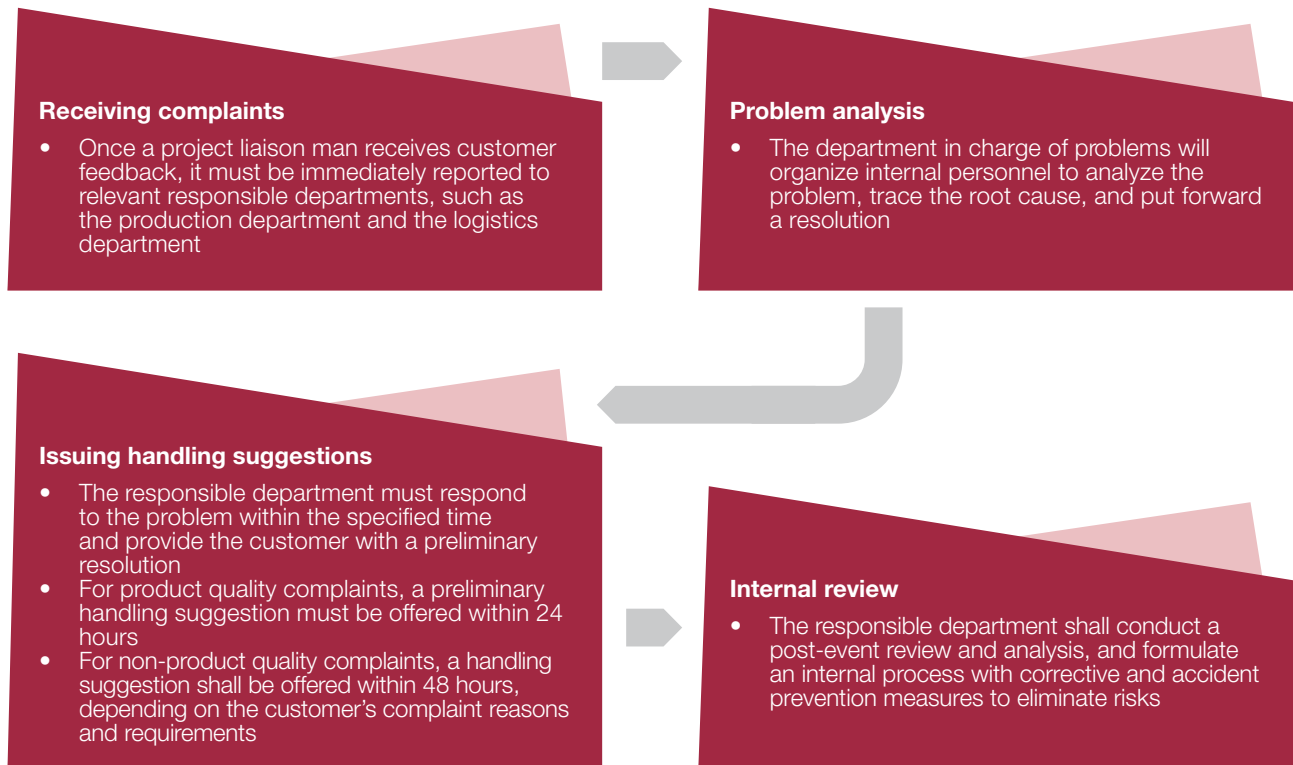 Receiving complaints
• Once a project liaison man receives customer
feedback, it must be immediately reported to
relevant responsible departments, such as
the production department and the logistics
department
Problem analysis
• The department in charge of problems will
organize internal personnel to analyze the
problem, trace the root cause, and put forward
a resolution
Issuing handling suggestions
• The responsible department must respond
to the problem within the specified time
and provide the customer with a preliminary
resolution
• For product quality complaints, a preliminary
handling suggestion must be offered within 24
hours
• For non-product quality complaints, a handling
suggestion shall be offered within 48 hours,
depending on the customer’s complaint reasons
and requirements
Internal review
• The responsible department shall conduct a
post-event review and analysis, and formulate
an internal process with corrective and accident
prevention measures to eliminate risks